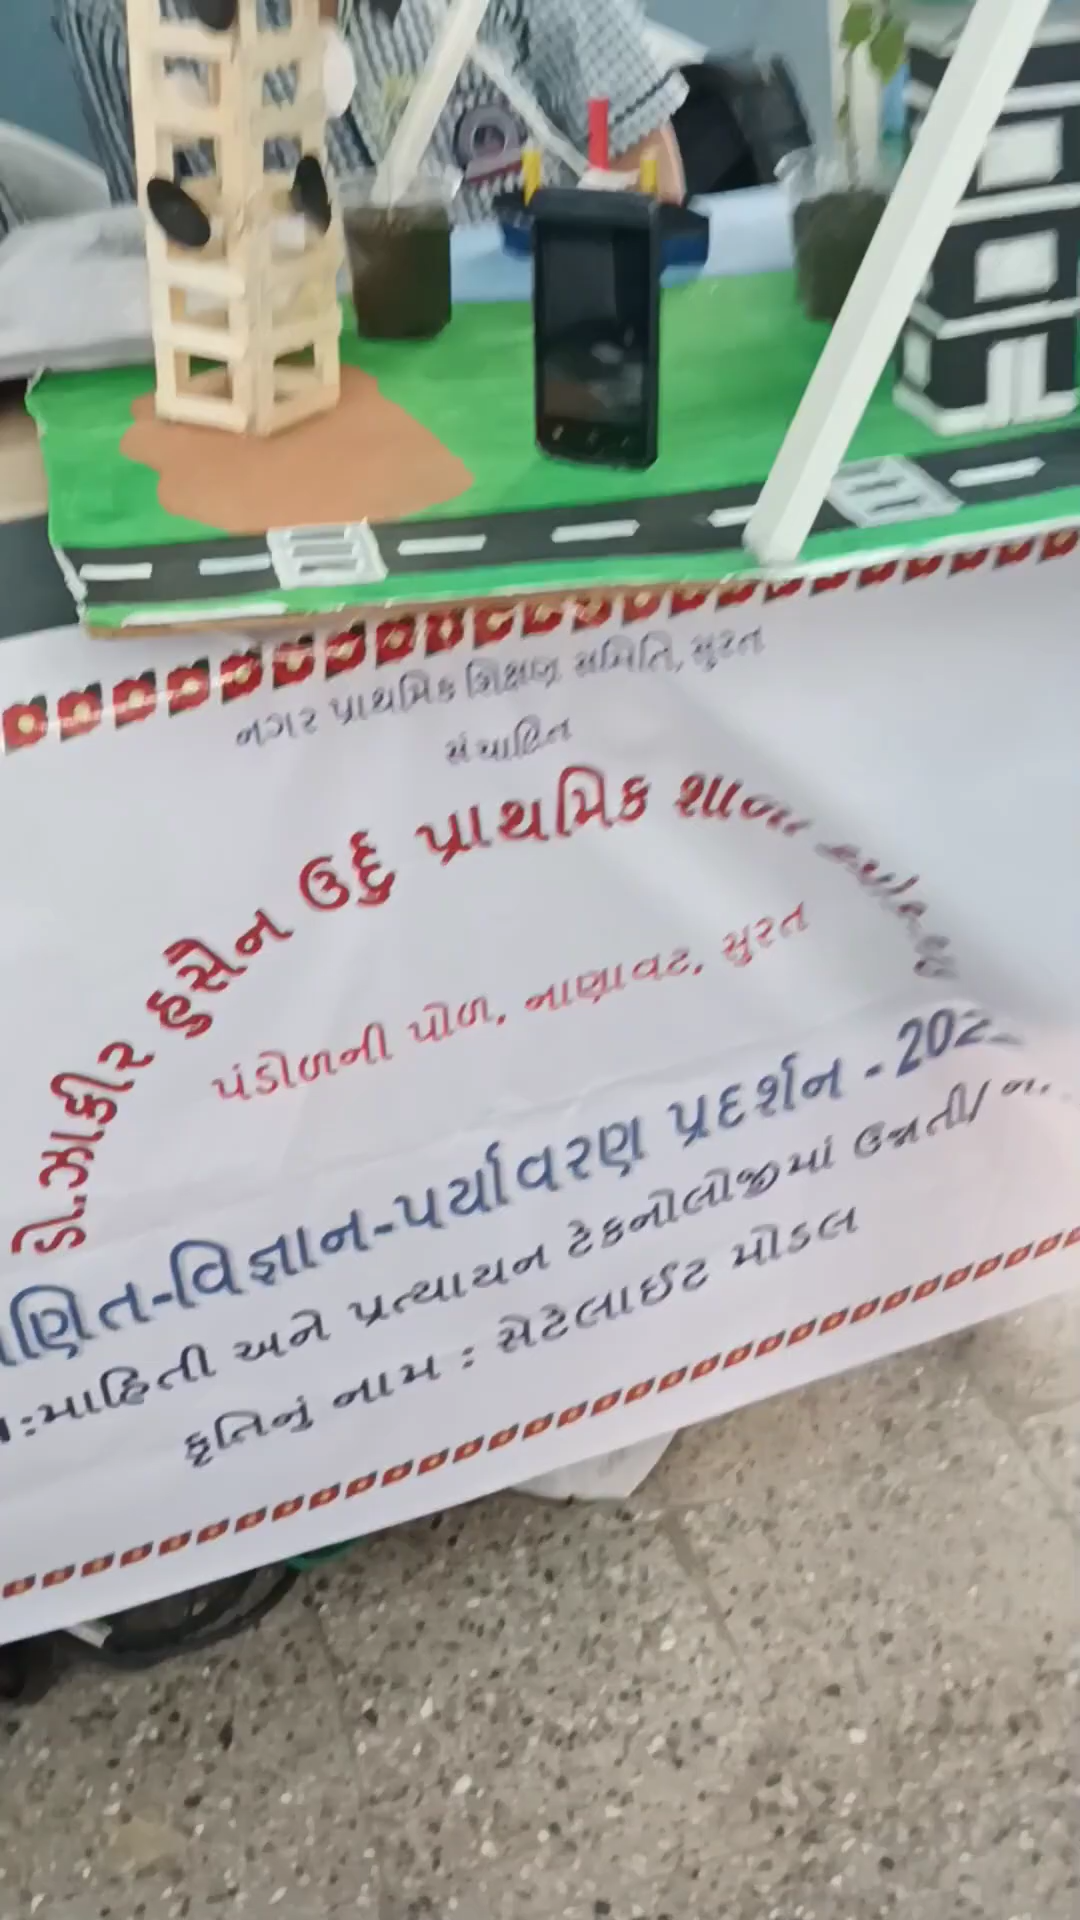 નગર પ્રાથમિક શિક્ષણ સમિતિ, સુરત
સંચાલિત
ડો.ઝાકીર હુસૈન ઉર્દુ પ્રાથમિક શાળા
પંડોળની પોળ, નાણાવટ, સુરત
ગણિત-વિજ્ઞાન-પર્યાવરણ પ્રદર્શન - 202
માહિતી અને પ્રત્યાયન ટેકનોલોજીમાં ઉન્નતી/
કૃતિનું નામ : સેટેલાઈટ મોડલ